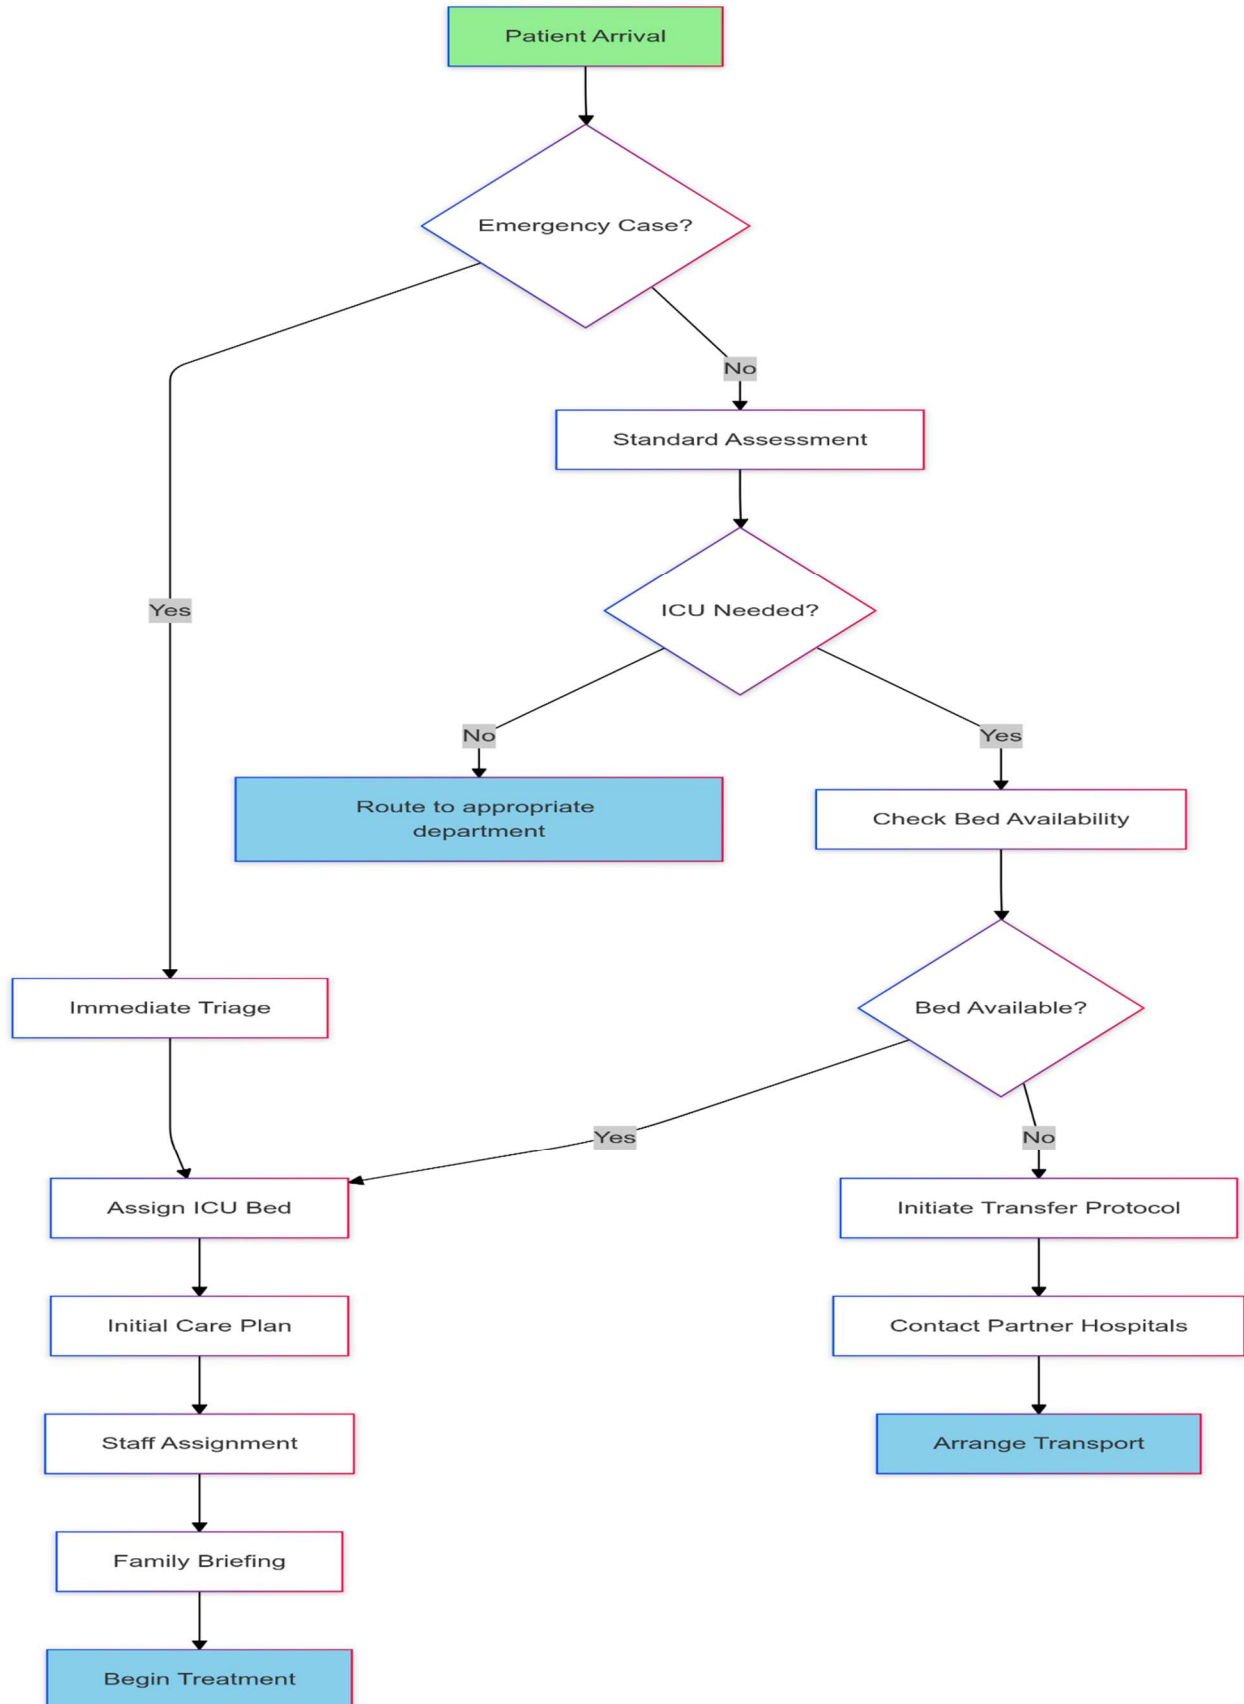 Patient Arrival
Emergency Case?
No
Standard Assessment
Yes
ICU Needed?
No
Yes
Route to appropriate
department
Check Bed Availability
Immediate Triage
Bed Available?
Yes
No
Assign ICU Bed
Initiate Transfer Protocol
Initial Care Plan
Contact Partner Hospitals
Staff Assignment
Arrange Transport
Family Briefing
Begin Treatment